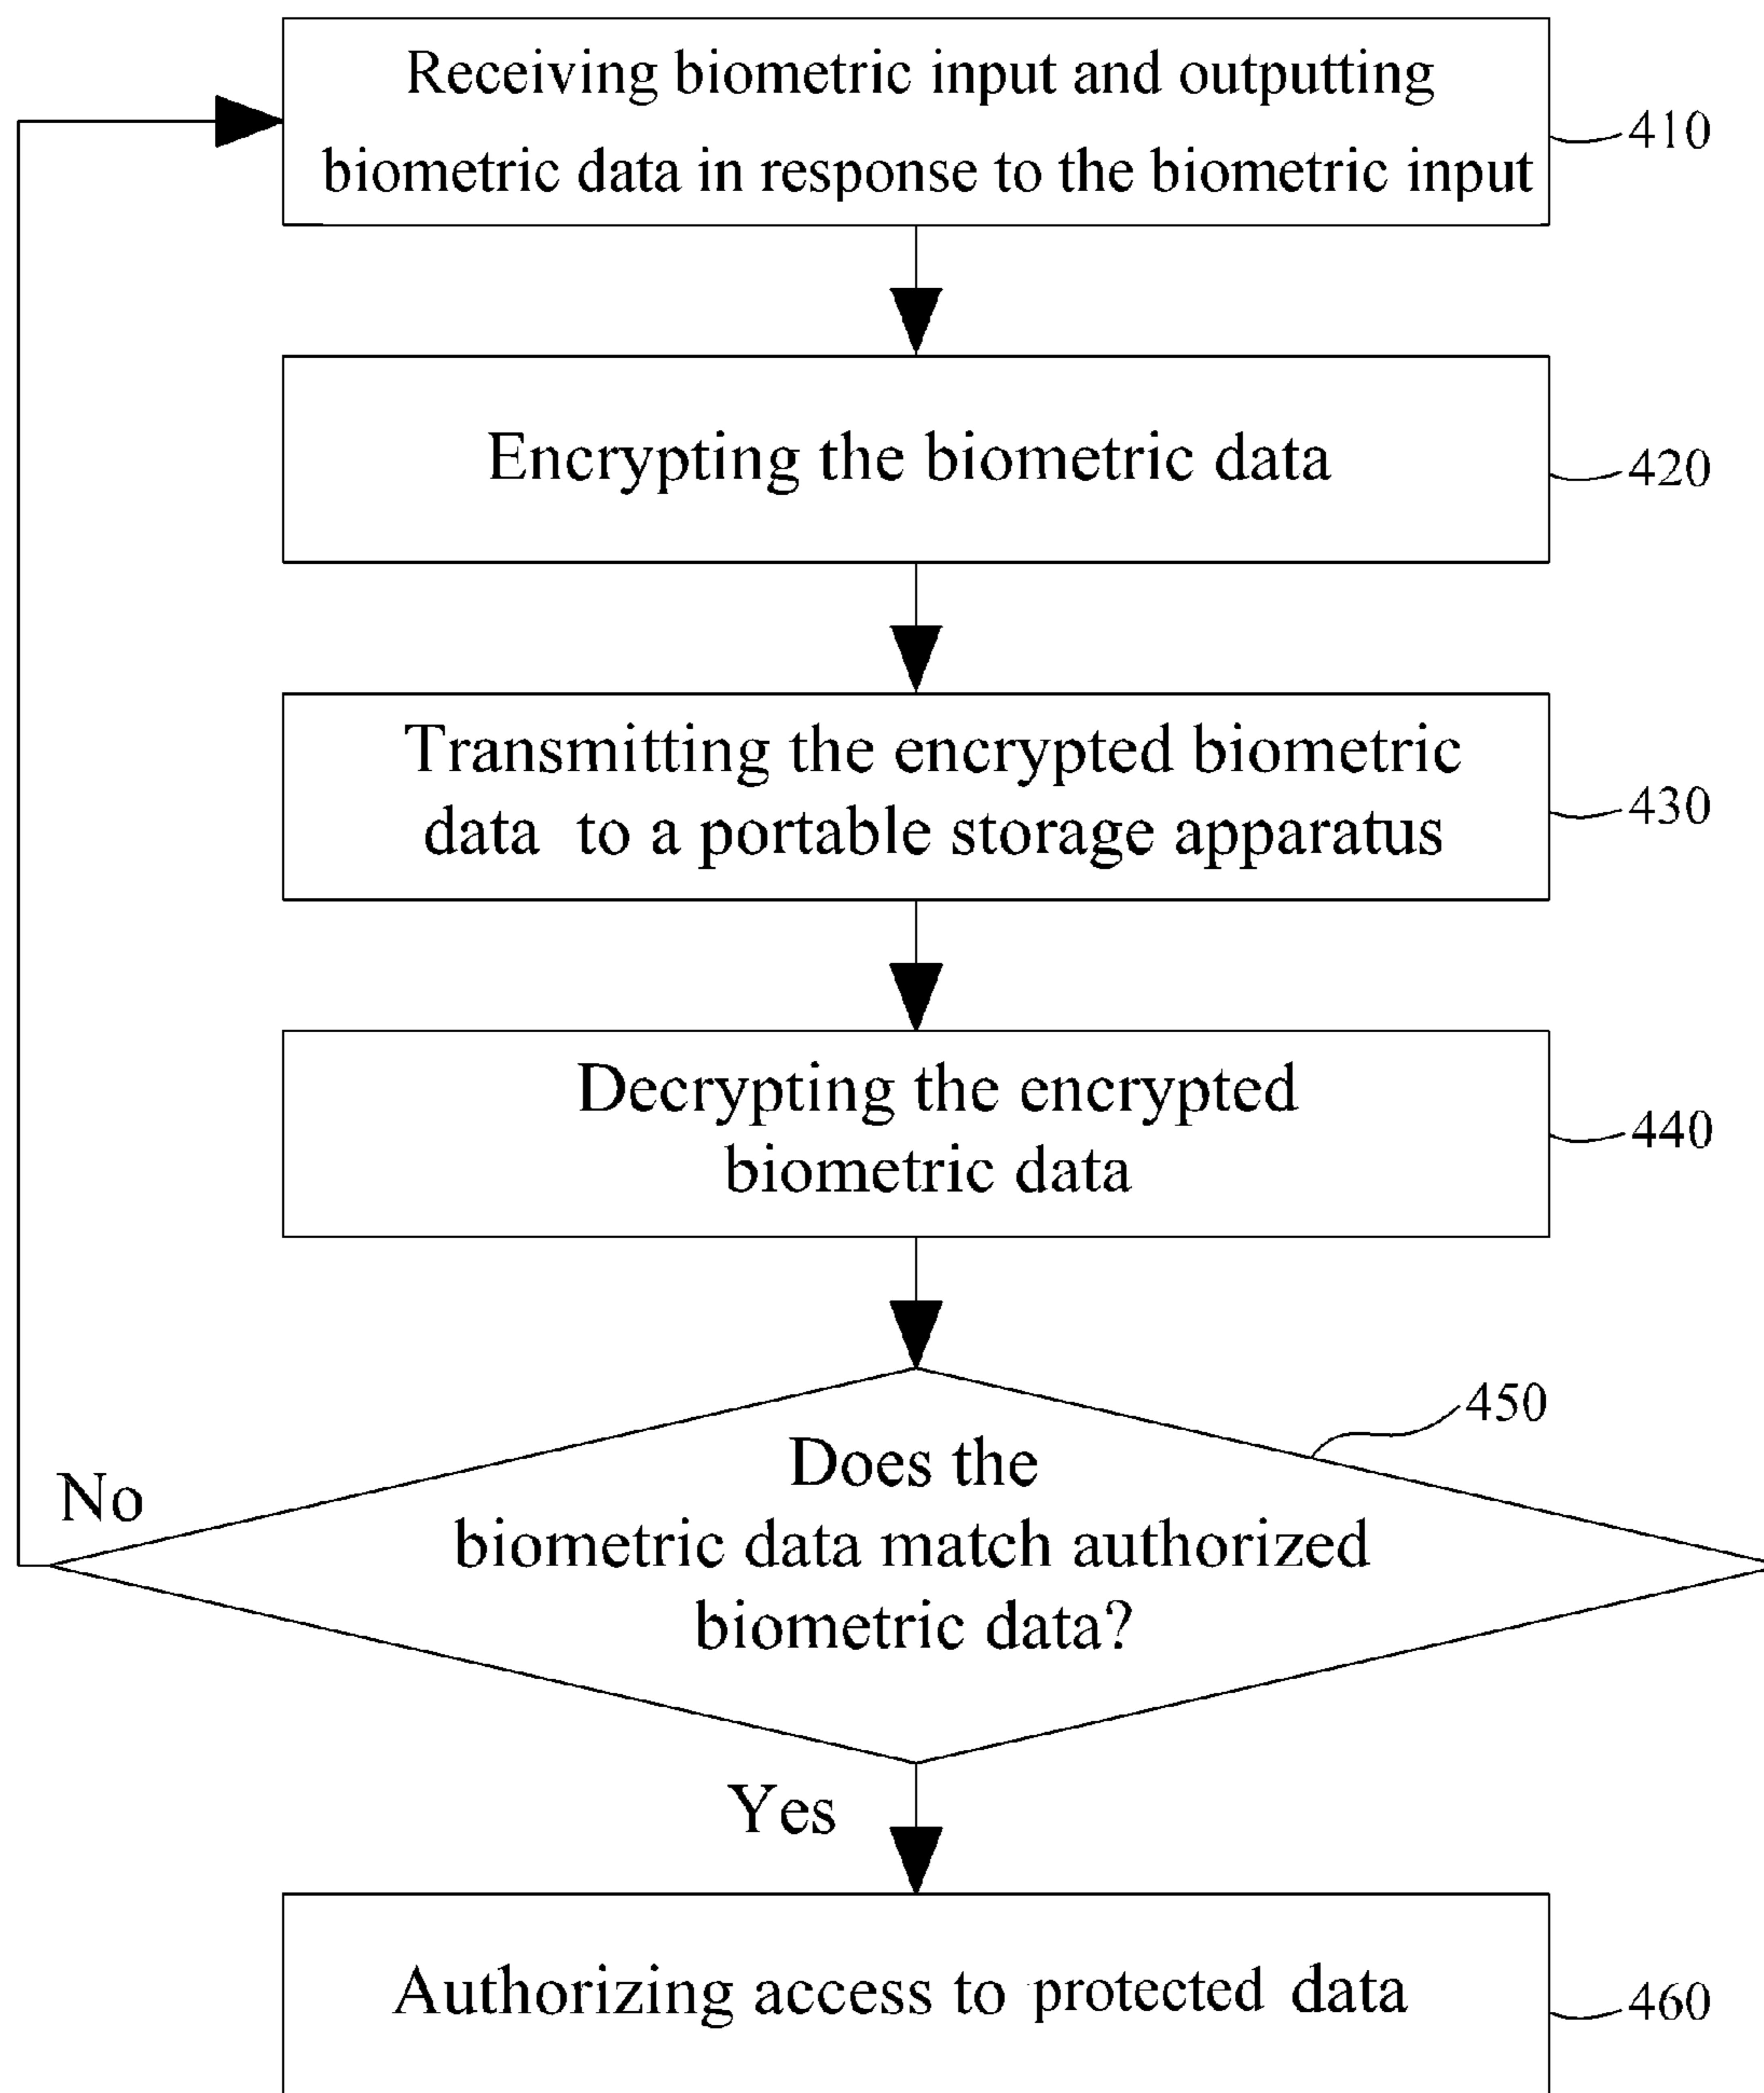 Receiving biometric input and outputting
biometric data in response to the biometric input
410
Encrypting the biometric data
420
Transmitting the encrypted biometric
data to a portable storage apparatus
430
Decrypting the encrypted
biometric data
440
450
Does the
biometric data match authorized
biometric data?
No
Yes
Authorizing access to protected data
460